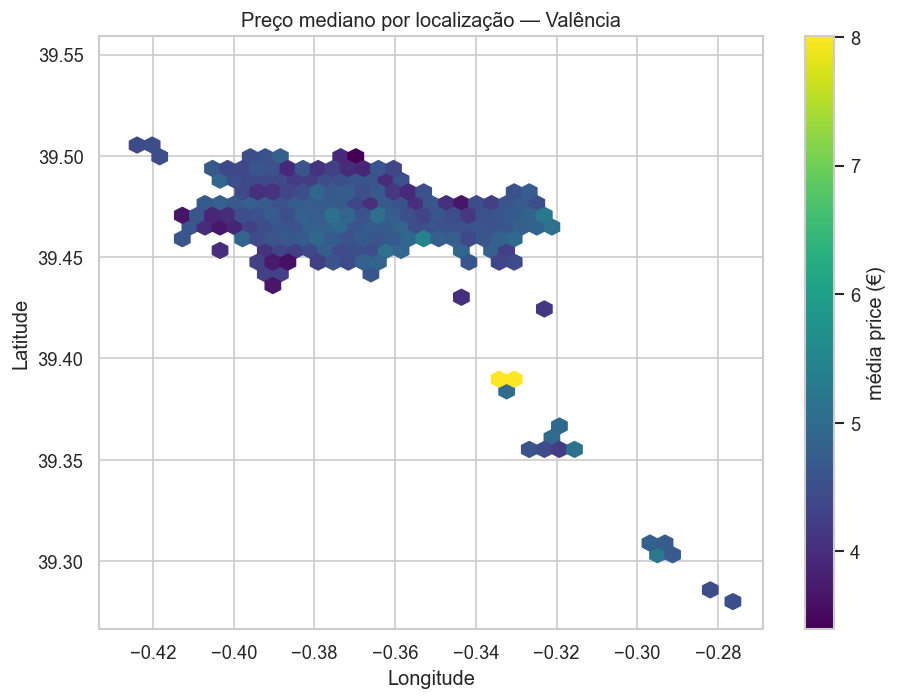 Preço mediano por localização — Valência
39.55
39.50
39.45
39.40
39.35
39.30
Latitude
−0.42 −0.40 −0.38 −0.36 −0.34 −0.32 −0.30 −0.28
Longitude
8
7
6
5
4
média price (€)